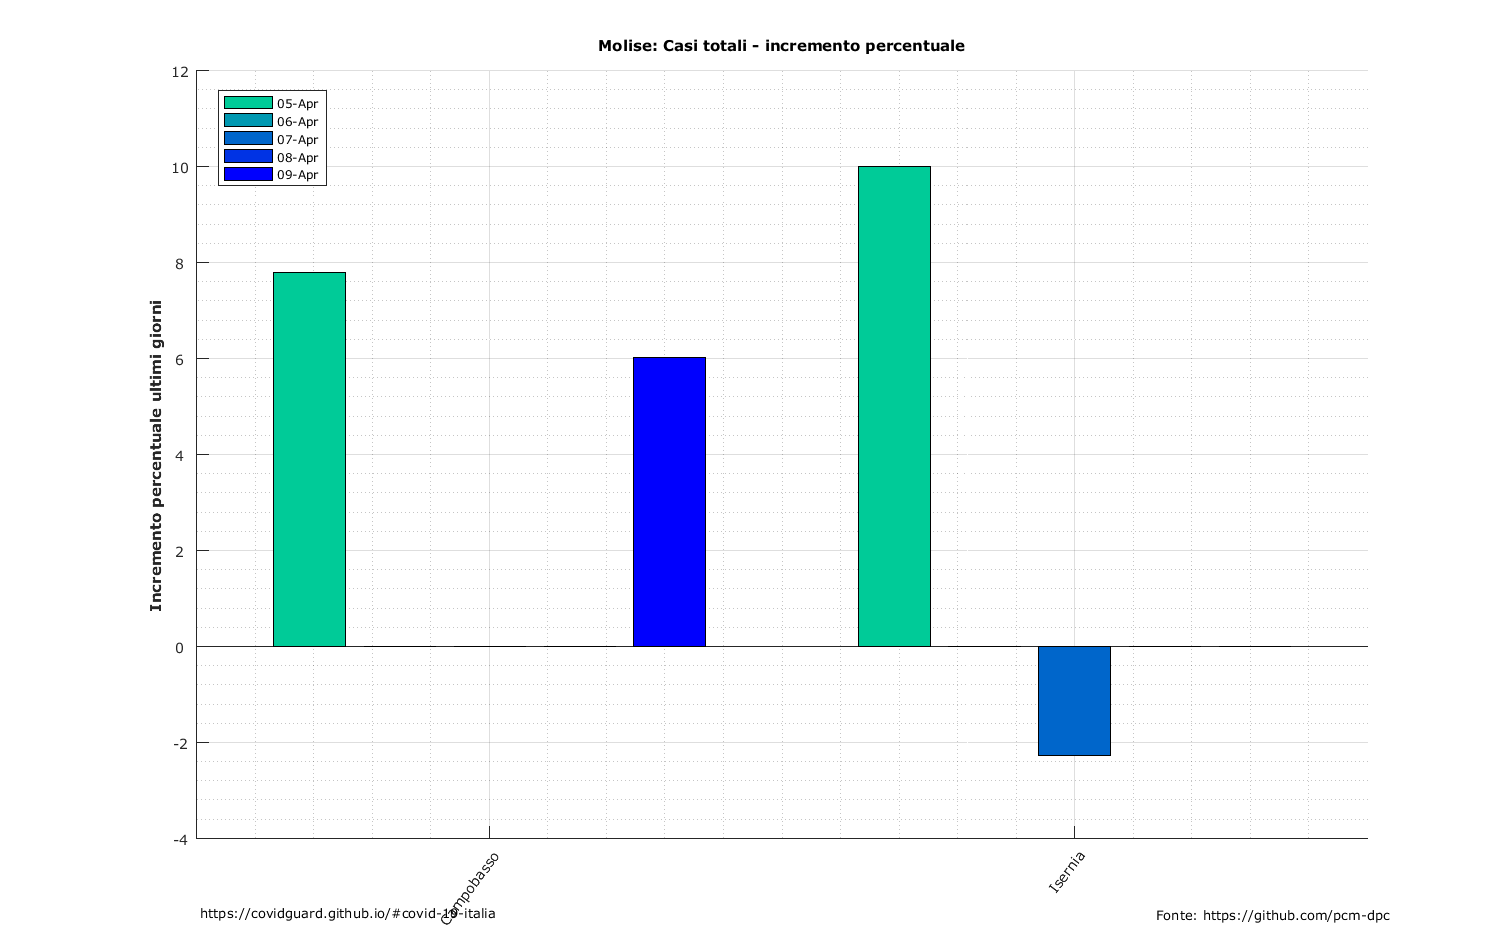 Molise: Casi totali - incremento percentuale
12
10
8
6
4
2
0
-2
-4
05-Apr
06-Apr
07-Apr
08-Apr
09-Apr
Incremento percentuale ultimi giorni
Campobasso
Isernia
https://covidguard.github.io/#covid-19-italia
Fonte: https://github.com/pcm-dpc